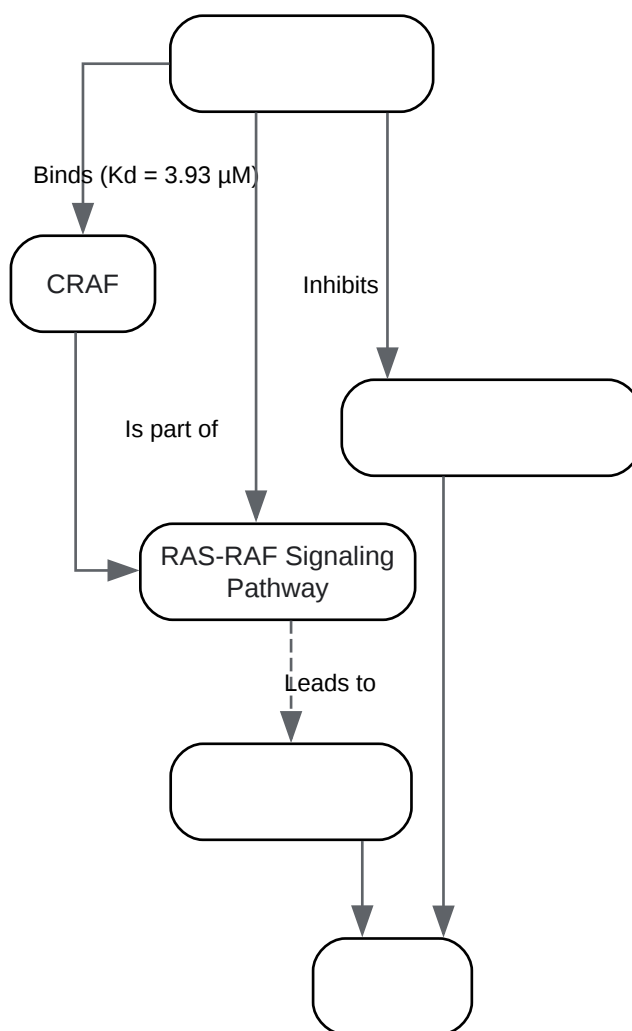 Binds (Kd = 3.93 µM)
CRAF
Inhibits
Is part of
RAS-RAF Signaling
Pathway
Leads to